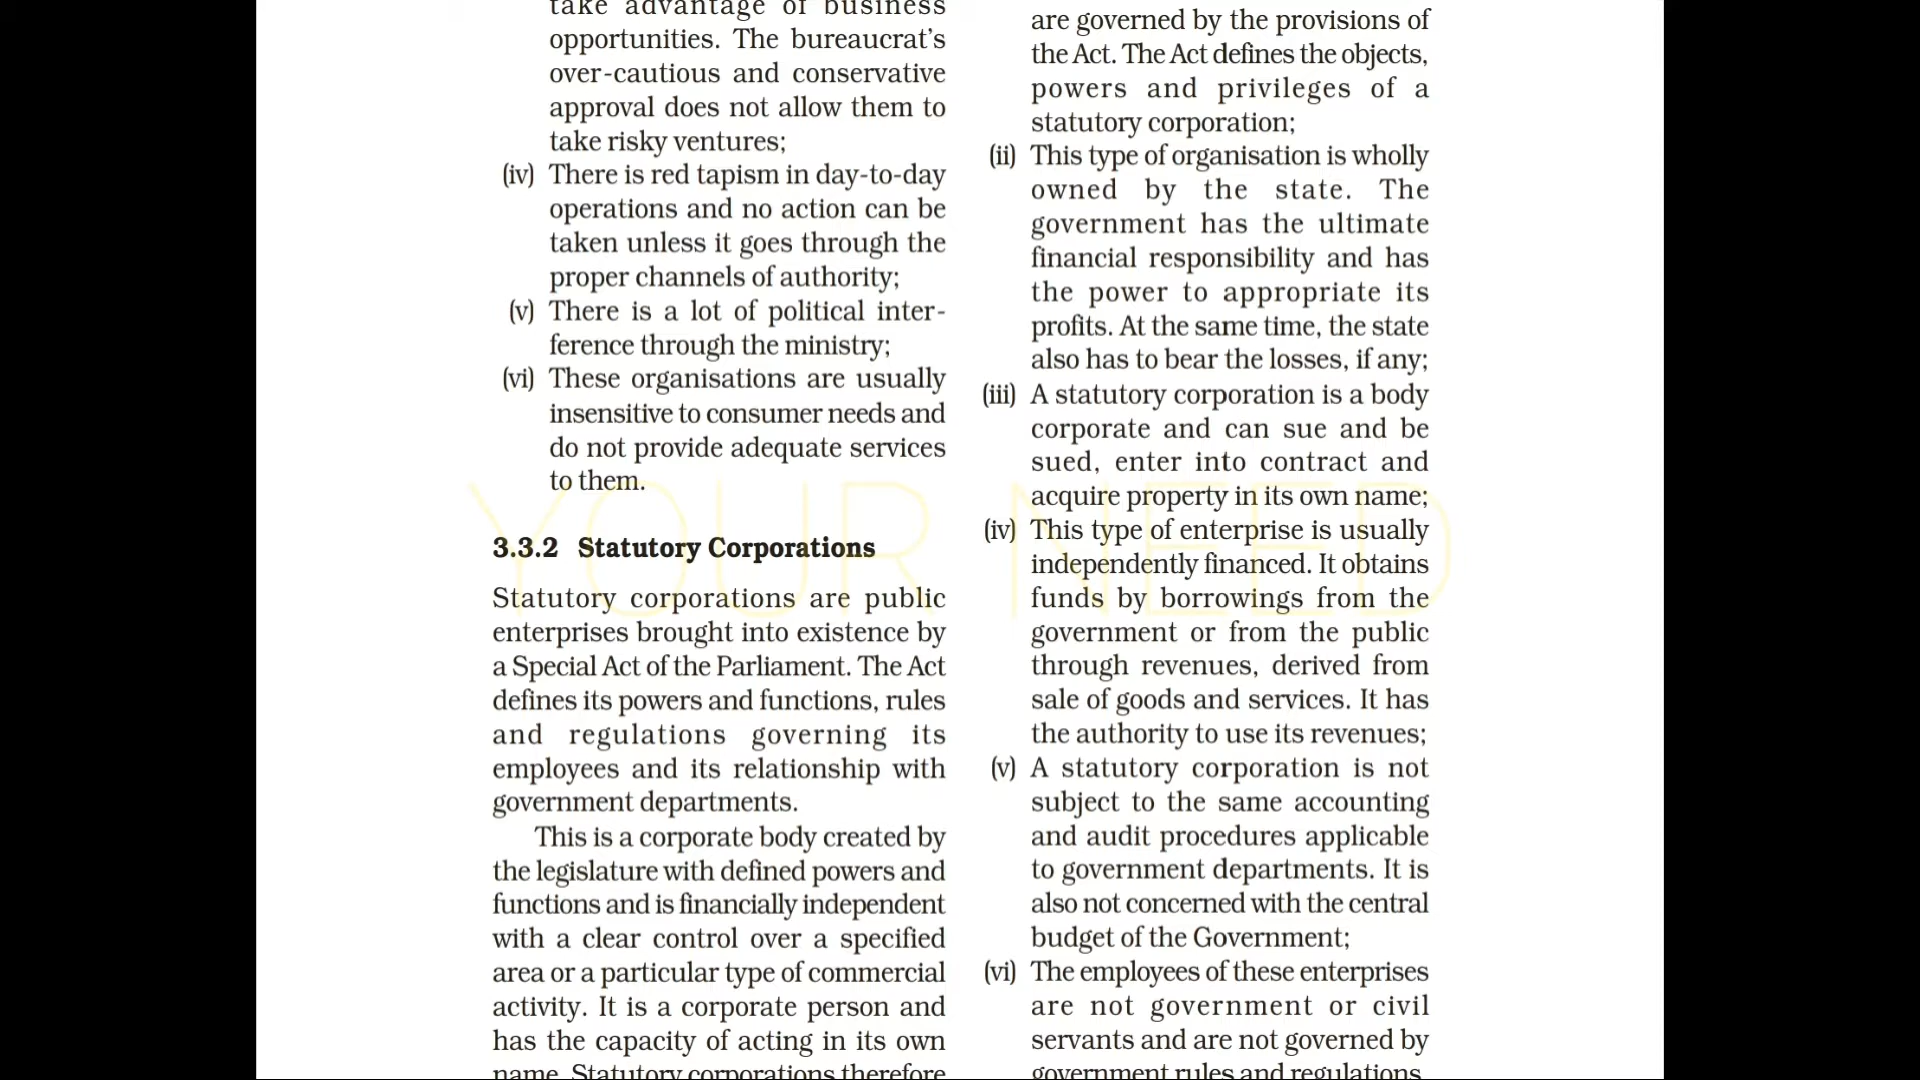 take advantage of business
opportunities. The bureaucrat’s
over-cautious and conservative
approval does not allow them to
take risky ventures;
(iv) There is red tapism in day-to-day
operations and no action can be
taken unless it goes through the
proper channels of authority;
(v) There is a lot of political inter-
ference through the ministry;
(vi) These organisations are usually
insensitive to consumer needs and
do not provide adequate services
to them.
3.3.2 Statutory Corporations
Statutory corporations are public
enterprises brought into existence by
a Special Act of the Parliament. The Act
defines its powers and functions, rules
and regulations governing its
employees and its relationship with
government departments.
This is a corporate body created by
the legislature with defined powers and
functions and is financially independent
with a clear control over a specified
area or a particular type of commercial
activity. It is a corporate person and
has the capacity of acting in its own
name. Statutory corporations therefore
are governed by the provisions of
the Act. The Act defines the objects,
powers and privileges of a
statutory corporation;
(ii) This type of organisation is wholly
owned by the state. The
government has the ultimate
financial responsibility and has
the power to appropriate its
profits. At the same time, the state
also has to bear the losses, if any;
(iii) A statutory corporation is a body
corporate and can sue and be
sued, enter into contract and
acquire property in its own name;
(iv) This type of enterprise is usually
independently financed. It obtains
funds by borrowings from the
government or from the public
through revenues, derived from
sale of goods and services. It has
the authority to use its revenues;
(v) A statutory corporation is not
subject to the same accounting
and audit procedures applicable
to government departments. It is
also not concerned with the central
budget of the Government;
(vi) The employees of these enterprises
are not government or civil
servants and are not governed by
government rules and regulations.
YOUR NEED